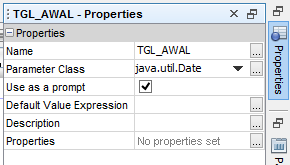 TGL_AWAL - Properties
Properties
Name TGL_AWAL ...
Parameter Class java.util.Date ...
Use as a prompt
Default Value Expression ...
Description ...
Properties No properties set ...
Properties